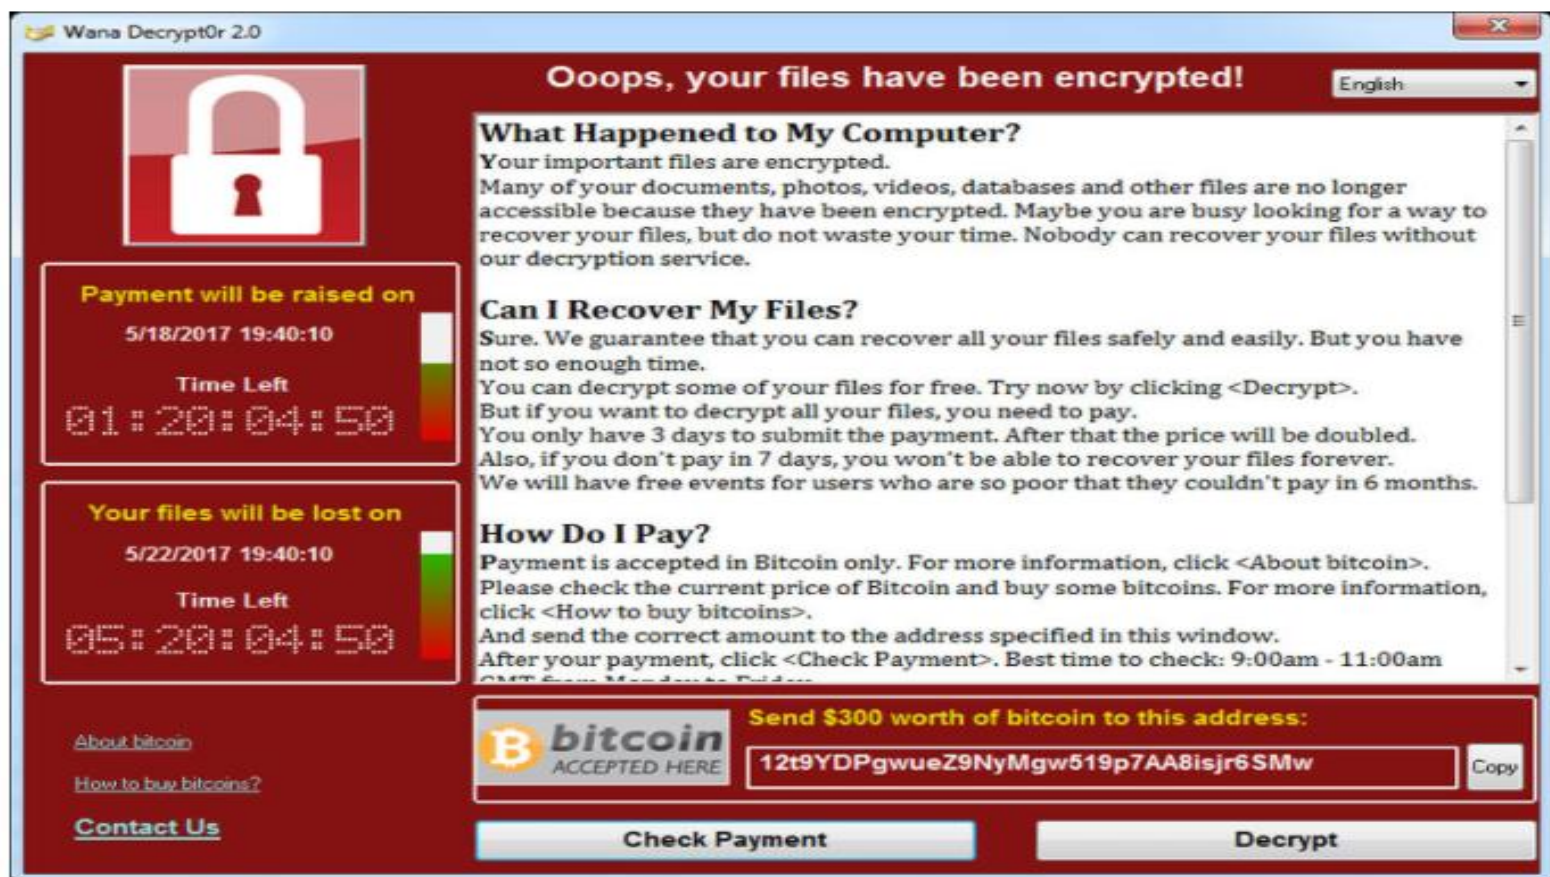 Wana Decrypt0r 2.0
Ooops, your files have been encrypted!
English
What Happened to My Computer?
Your important files are encrypted.
Many of your documents, photos, videos, databases and other files are no longer
accessible because they have been encrypted. Maybe you are busy looking for a way to
recover your files, but do not waste your time. Nobody can recover your files without
our decryption service.
Can I Recover My Files?
Sure. We guarantee that you can recover all your files safely and easily. But you have
not so enough time.
You can decrypt some of your files for free. Try now by clicking <Decrypt>.
But if you want to decrypt all your files, you need to pay.
You only have 3 days to submit the payment. After that the price will be doubled.
Also, if you don't pay in 7 days, you won't be able to recover your files forever.
We will have free events for users who are so poor that they couldn't pay in 6 months.
How Do I Pay?
Payment is accepted in Bitcoin only. For more information, click <About bitcoin>.
Please check the current price of Bitcoin and buy some bitcoins. For more information,
click <How to buy bitcoins>.
And send the correct amount to the address specified in this window.
After your payment, click <Check Payment>. Best time to check: 9:00am - 11:00am
GMT from Monday to Friday.
Payment will be raised on
5/18/2017 19:40:10
Time Left
01:20:04:50
Your files will be lost on
5/22/2017 19:40:10
Time Left
05:20:04:50
About bitcoin
How to buy bitcoins?
Contact Us
bitcoin
ACCEPTED HERE
Send $300 worth of bitcoin to this address:
12t9YDPgwueZ9NyMgw519p7AA8isjr6SMw
Copy
Check Payment
Decrypt